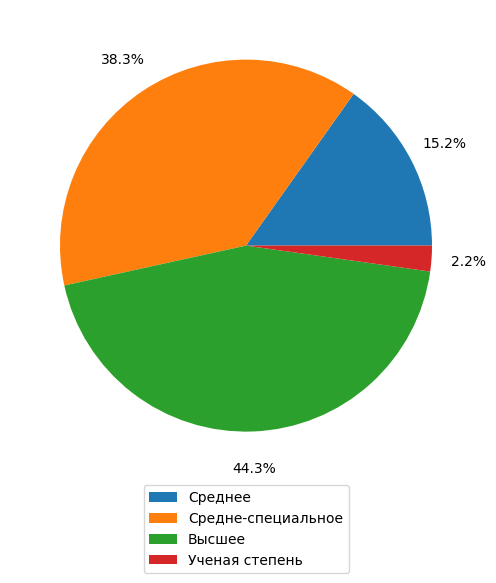 38.3%
15.2%
2.2%
44.3%
Среднее
Средне-специальное
Высшее
Ученая степень